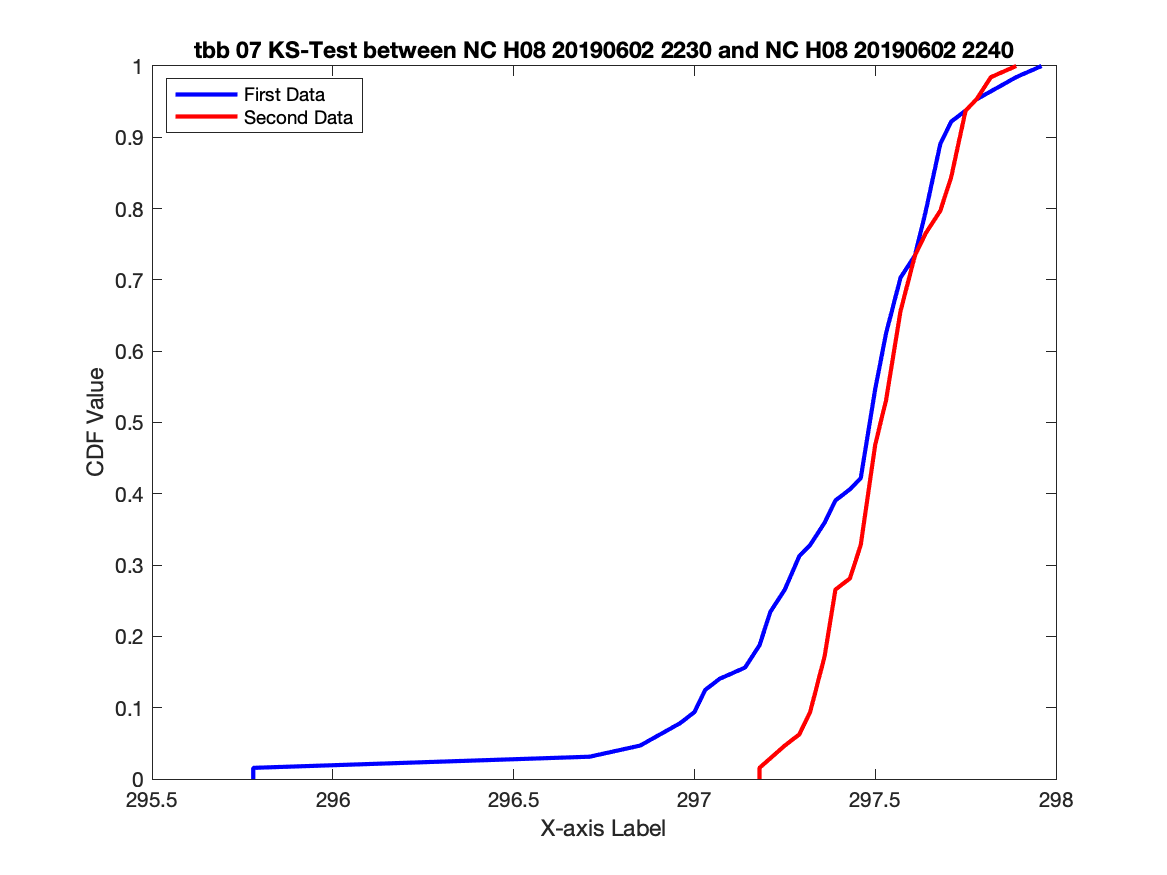 tbb 07 KS-Test between NC H08 20190602 2230 and NC H08 20190602 2240
First Data
Second Data
1
0.9
0.8
0.7
0.6
0.5
0.4
0.3
0.2
0.1
0
CDF Value
295.5 296 296.5 297 297.5 298
X-axis Label